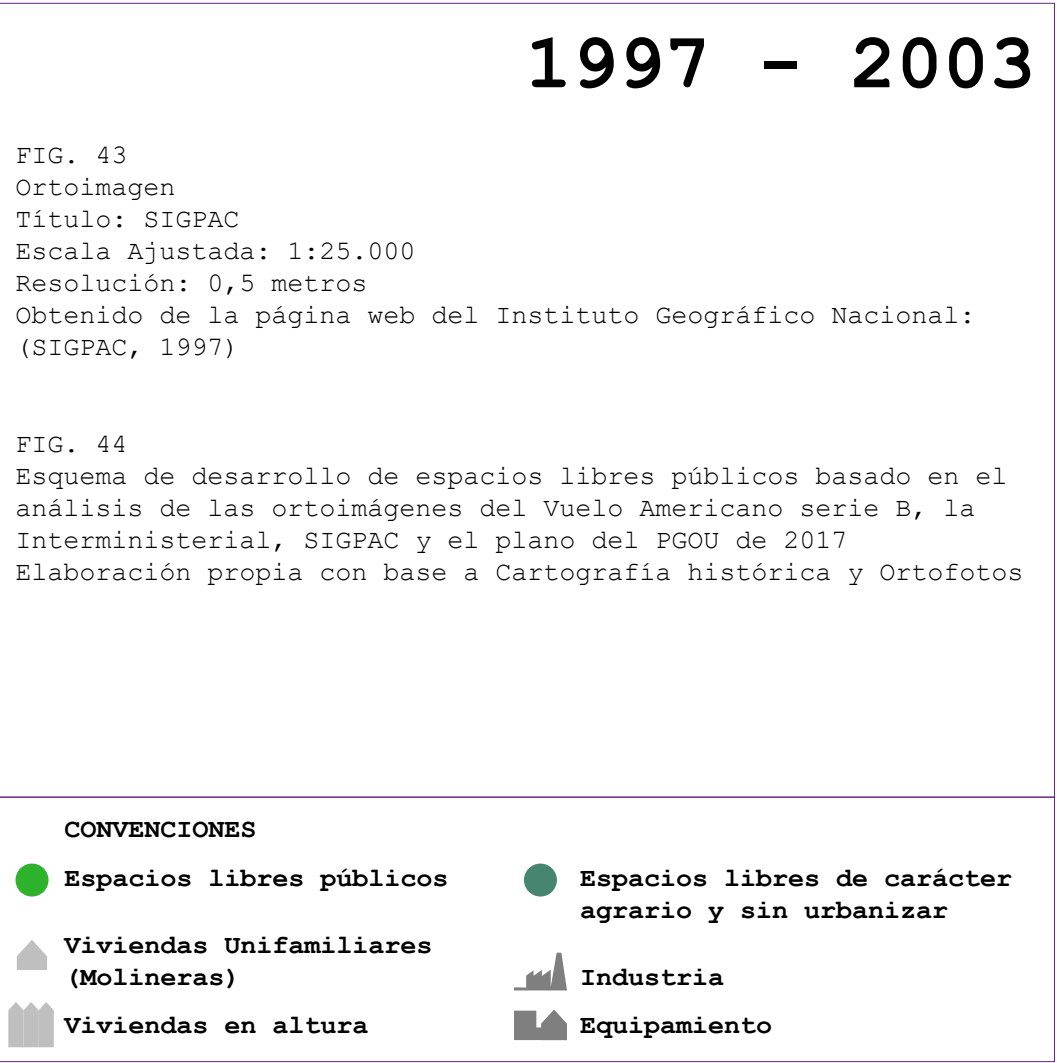 1997 - 2003
FIG. 43
Ortoimagen
Título: SIGPAC
Escala Ajustada: 1:25.000
Resolución: 0,5 metros
Obtenido de la página web del Instituto Geográfico Nacional:
(SIGPAC, 1997)
FIG. 44
Esquema de desarrollo de espacios libres públicos basado en el
análisis de las ortoimágenes del Vuelo Americano serie B, la
Interministerial, SIGPAC y el plano del PGOU de 2017
Elaboración propia con base a Cartografía histórica y Ortofotos
CONVENCIONES
Espacios libres públicos
Viviendas Unifamiliares
(Molineras)
Viviendas en altura
Espacios libres de carácter
agrario y sin urbanizar
Industria
Equipamiento